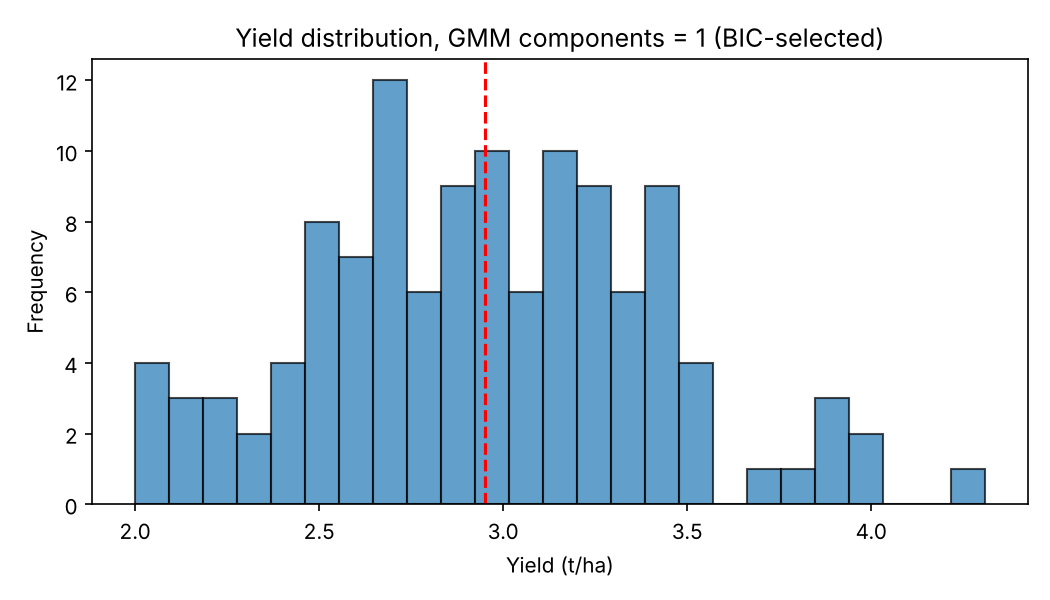 Yield distribution, GMM components = 1 (BIC-selected)
Frequency
12
10
8
6
4
2
0
2.0 2.5 3.0 3.5 4.0
Yield (t/ha)